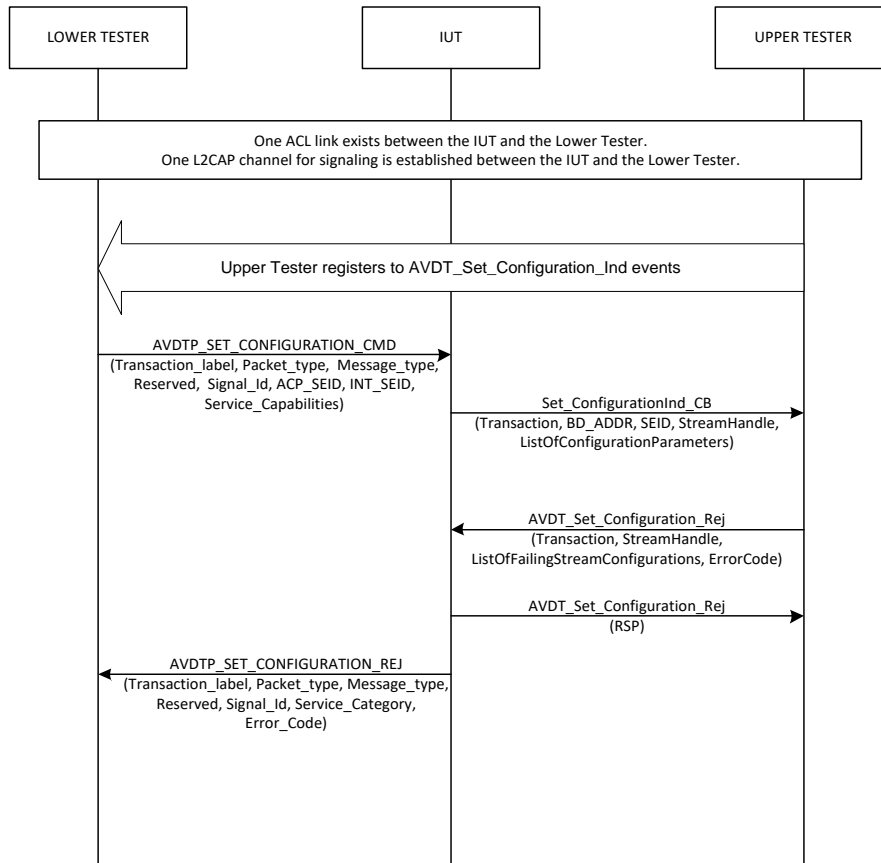 LOWER TESTER
IUT
UPPER TESTER
One ACL link exists between the IUT and the Lower Tester.
One L2CAP channel for signaling is established between the IUT and the Lower Tester.
Upper Tester registers to AVDT_Set_Configuration_Ind events
AVDTP_SET_CONFIGURATION_CMD
(Transaction_label, Packet_type, Message_type,
Reserved, Signal_Id, ACP_SEID, INT_SEID,
Service_Capabilities)
Set_ConfigurationInd_CB
(Transaction, BD_ADDR, SEID, StreamHandle,
ListOfConfigurationParameters)
AVDT_Set_Configuration_Rej
(Transaction, StreamHandle,
ListOfFailingStreamConfigurations, ErrorCode)
AVDT_Set_Configuration_Rej
(RSP)
AVDTP_SET_CONFIGURATION_REJ
(Transaction_label, Packet_type, Message_type,
Reserved, Signal_Id, Service_Category,
Error_Code)